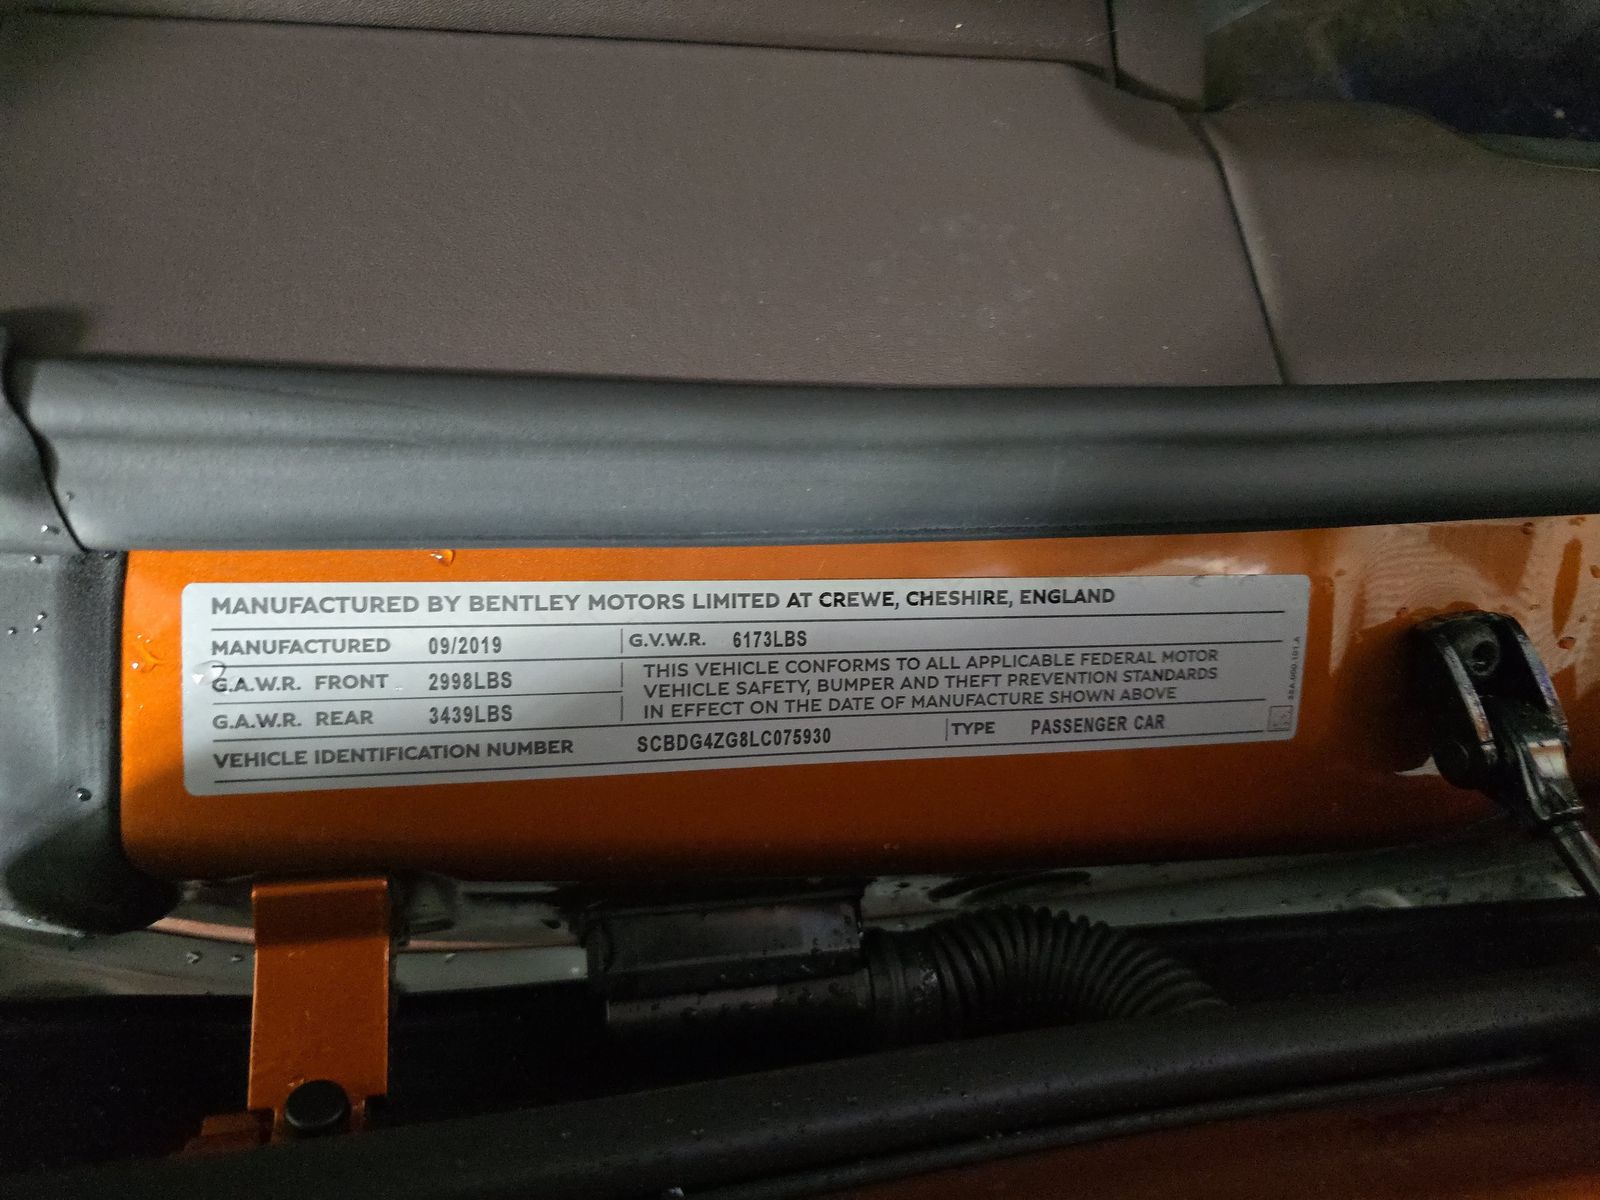 MANUFACTURED BY BENTLEY MOTORS LIMITED AT CREWE, CHESHIRE, ENGLAND
MANUFACTURED 09/2019 G.V.W.R. 6173LBS
G.A.W.R. FRONT 2998LBS
G.A.W.R. REAR 3439LBS
THIS VEHICLE CONFORMS TO ALL APPLICABLE FEDERAL MOTOR
VEHICLE SAFETY, BUMPER AND THEFT PREVENTION STANDARDS
IN EFFECT ON THE DATE OF MANUFACTURE SHOWN ABOVE
VEHICLE IDENTIFICATION NUMBER SCBDG4ZG8LC075930 TYPE PASSENGER CAR